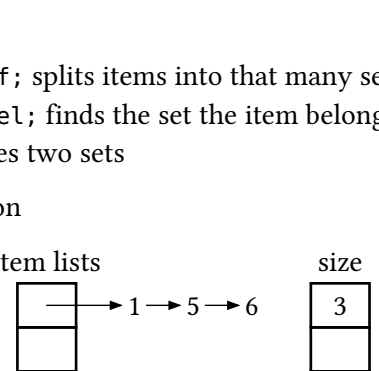 f; splits items into that many se
el; finds the set the item belong
es two sets
on
tem lists size
1 5 6 3